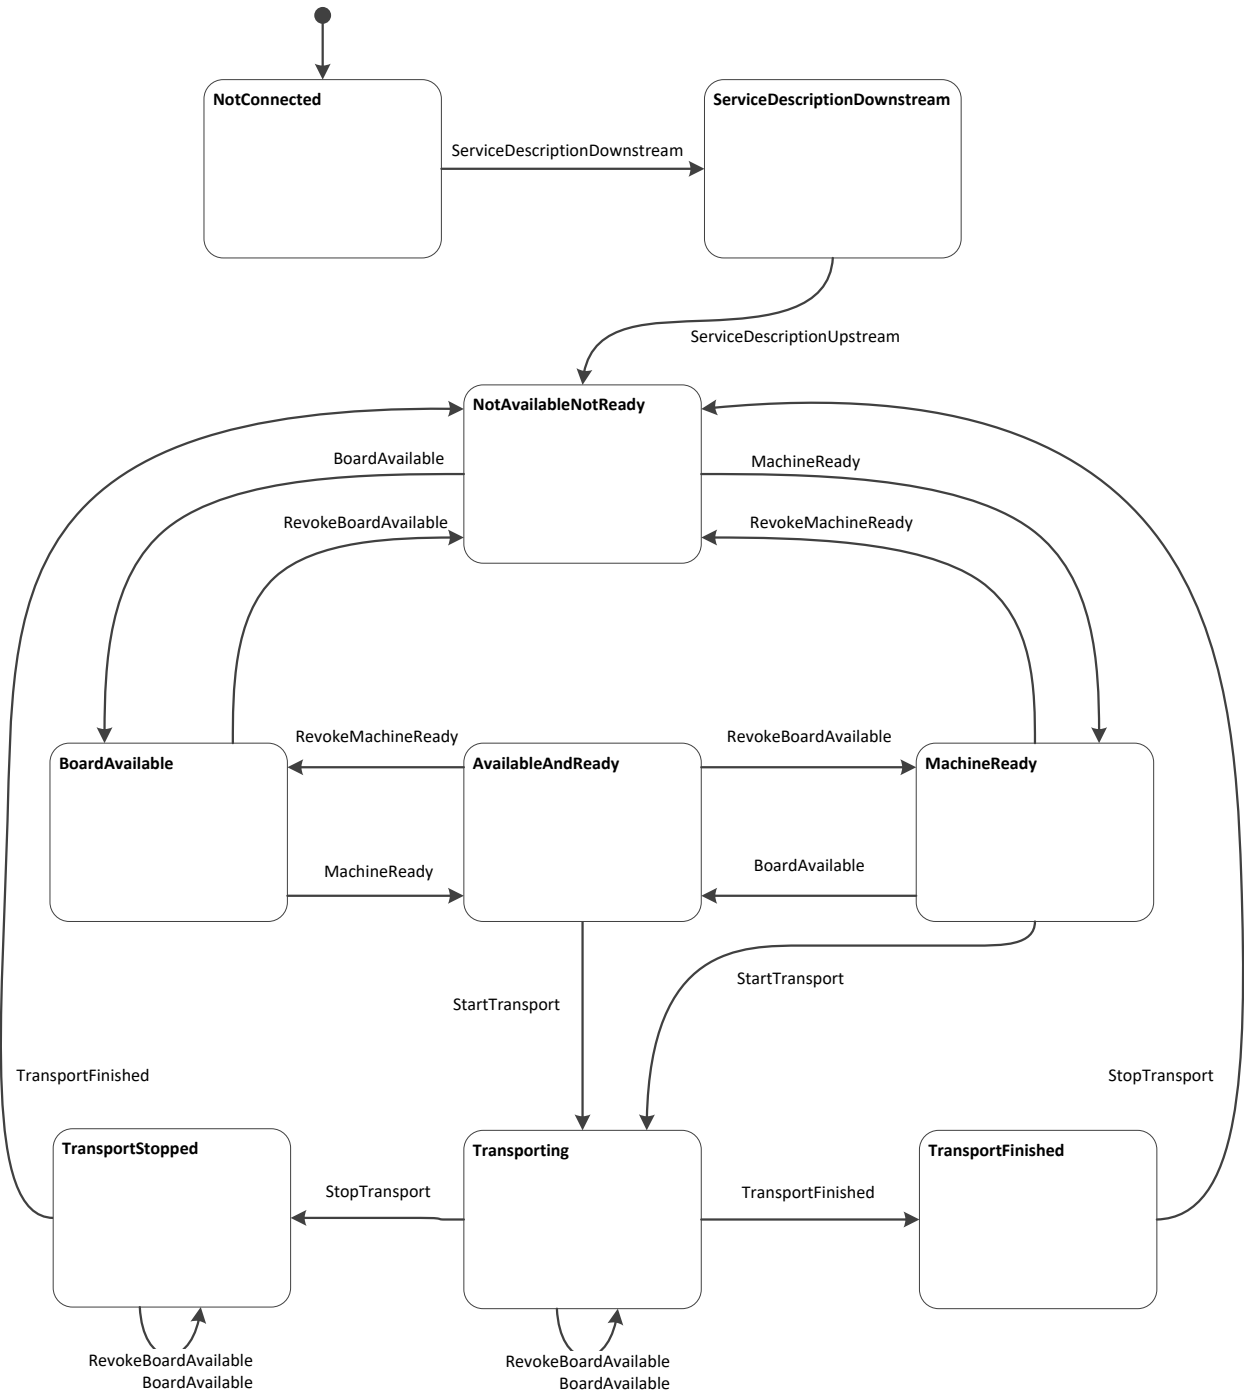 NotConnected
ServiceDescriptionDownstream
ServiceDescriptionDownstream
ServiceDescriptionUpstream
NotAvailableNotReady
BoardAvailable
MachineReady
RevokeBoardAvailable
RevokeMachineReady
RevokeMachineReady
RevokeBoardAvailable
BoardAvailable
AvailableAndReady
MachineReady
MachineReady
BoardAvailable
StartTransport
StartTransport
TransportFinished
StopTransport
TransportStopped
Transporting
TransportFinished
StopTransport
TransportFinished
RevokeBoardAvailable
BoardAvailable
RevokeBoardAvailable
BoardAvailable